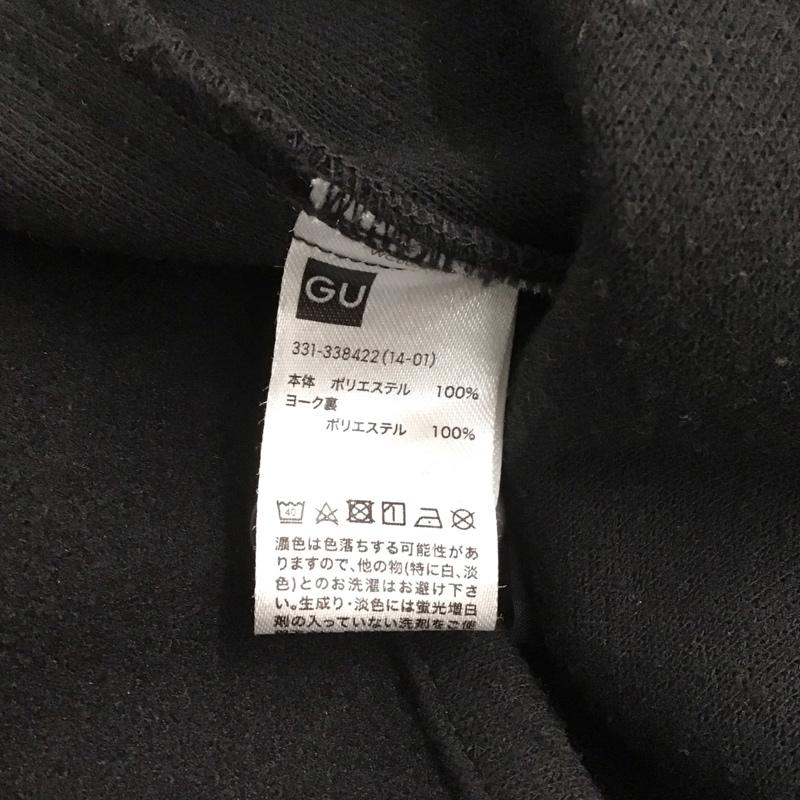 GU
331-338422(14-01)
本体 ポリエステル 100%
ヨーク裏
ポリエステル 100%
40
濃色は色落ちする可能性があ
りますので、他の物(特に白、淡
色)とのお洗濯はお避け下さ
い。生成り・淡色には蛍光増白
剤の入っていない洗剤をご使